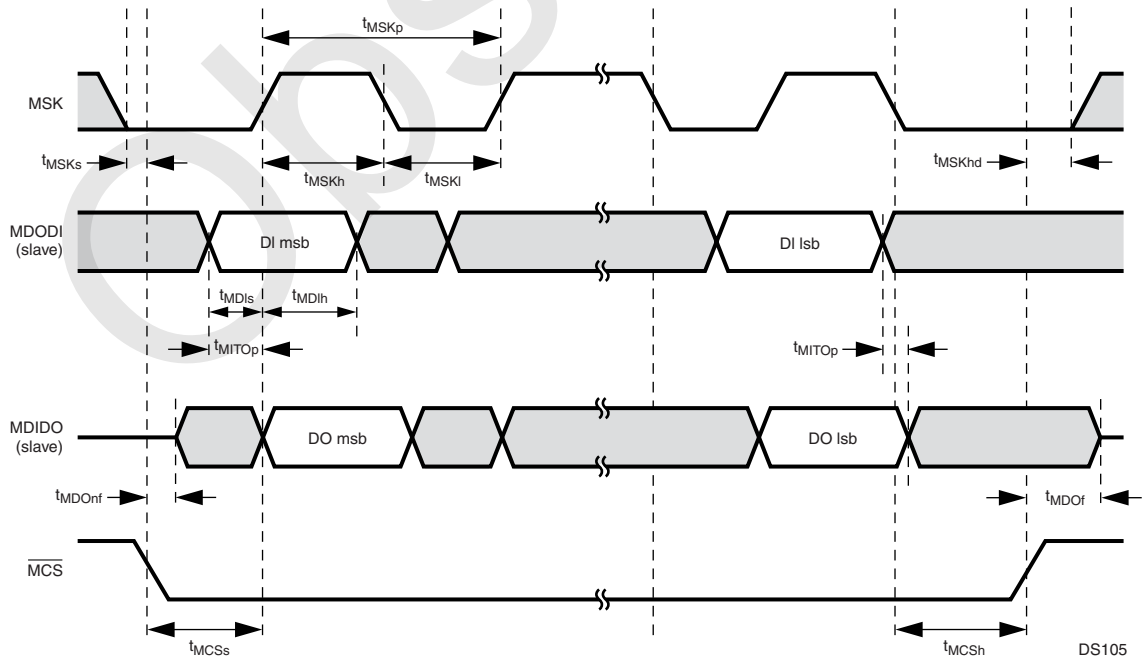 Obs
tMSKp
MSK
tMSKs
tMSKh
tMSKl
tMSKhd
MDODI
(slave)
DI msb
DI lsb
tMDIs
tMDIh
tMITOp
tMITOp
MDIDO
(slave)
DO msb
DO lsb
tMDOnf
tMDOf
MCS
tMCSs
tMCSh
DS105